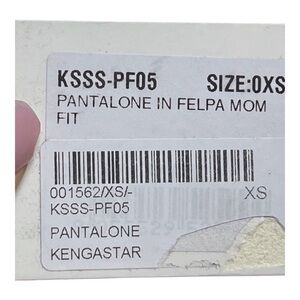 KSSS-PF05 SIZE:0XS
PANTALONE IN FELPA MOM
FIT
001562/XS/- XS
KSSS-PF05
PANTALONE
KENGASTAR